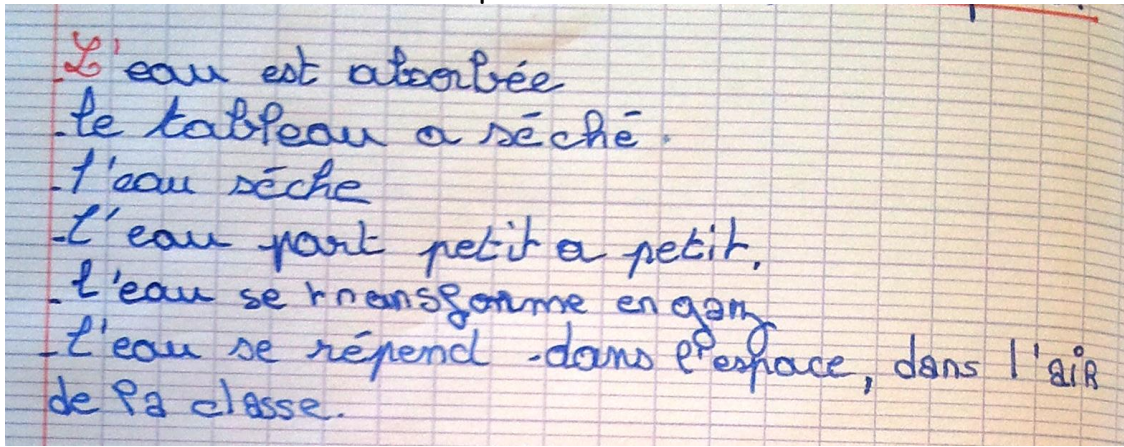 L'eau est absorbée
-le tableau a séché.
-l'eau sèche
-l'eau part petit a petit.
-l'eau se transforme en gaz
-l'eau se répend dans l'espace, dans l'air
de la classe.